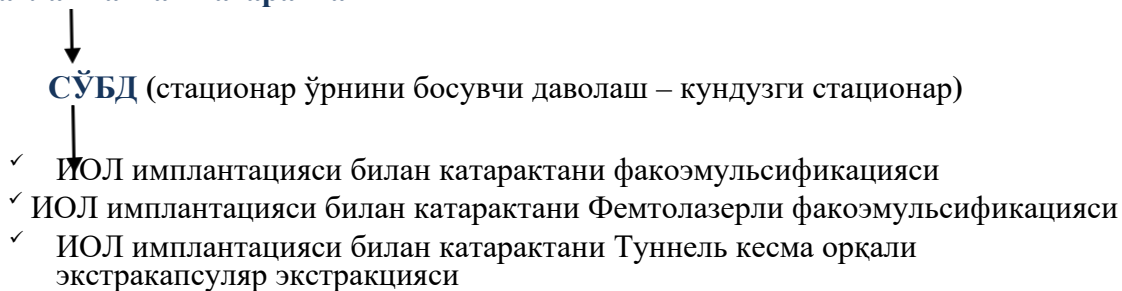 СЎБД (стационар ўрнини босувчи даволаш – кундузги стационар)
✓ ИОЛ имплантацияси билан катарактани факоэмульсификацияси
✓ ИОЛ имплантацияси билан катарактани Фемтолазерли факоэмульсификацияси
✓ ИОЛ имплантацияси билан катарактани Туннель кесма орқали
экстракапсуляр экстракцияси